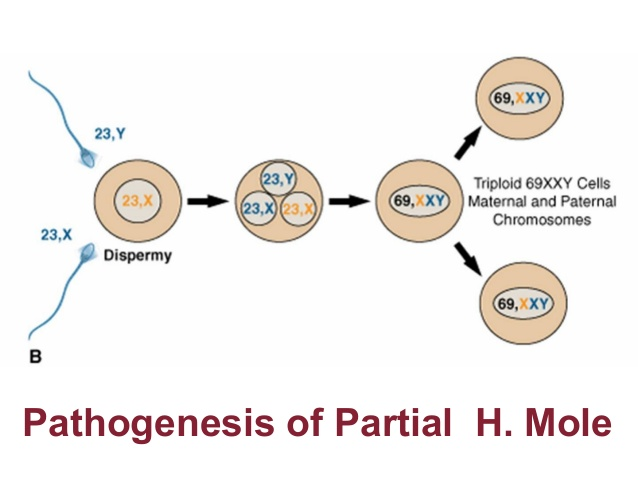 69,XXY
23,Y
23,X
23,Y
23,X 23,X
69,XXY
Triploid 69XXY Cells
Maternal and Paternal
Chromosomes
23,X
Dispermy
69,XXY
B
Pathogenesis of Partial H. Mole